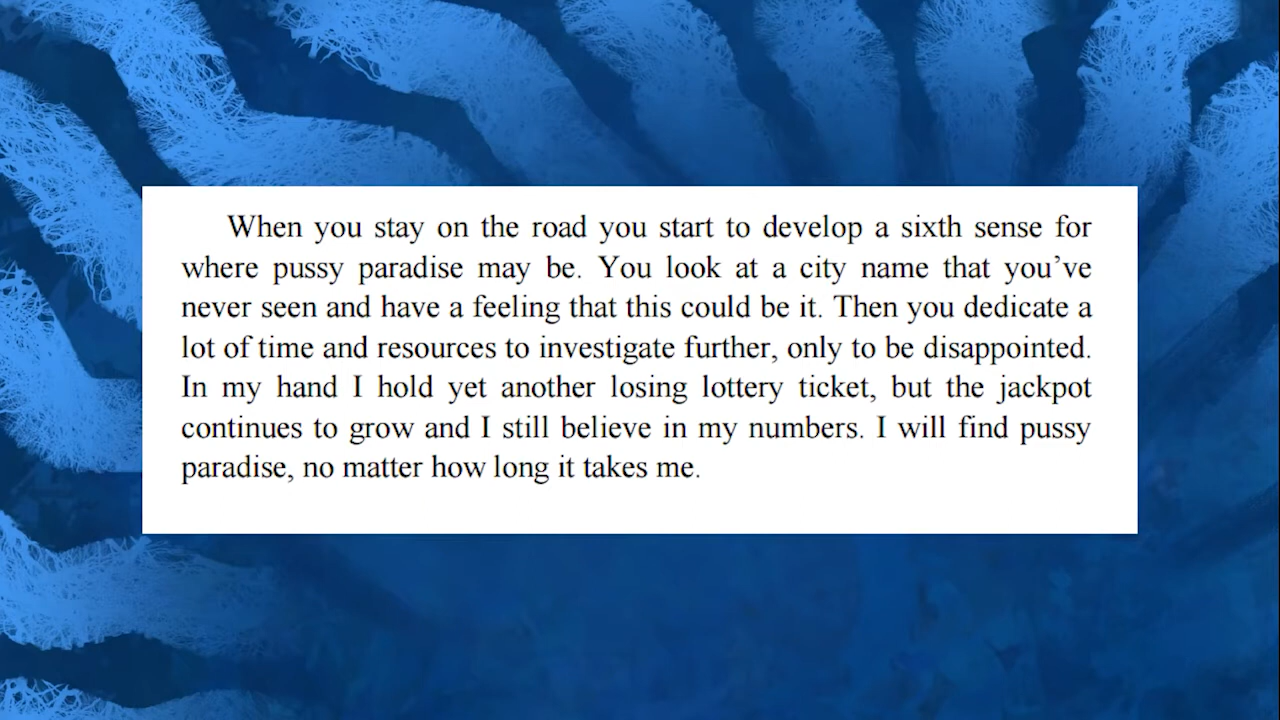 When you stay on the road you start to develop a sixth sense for
where pussy paradise may be. You look at a city name that you’ve
never seen and have a feeling that this could be it. Then you dedicate a
lot of time and resources to investigate further, only to be disappointed.
In my hand I hold yet another losing lottery ticket, but the jackpot
continues to grow and I still believe in my numbers. I will find pussy
paradise, no matter how long it takes me.